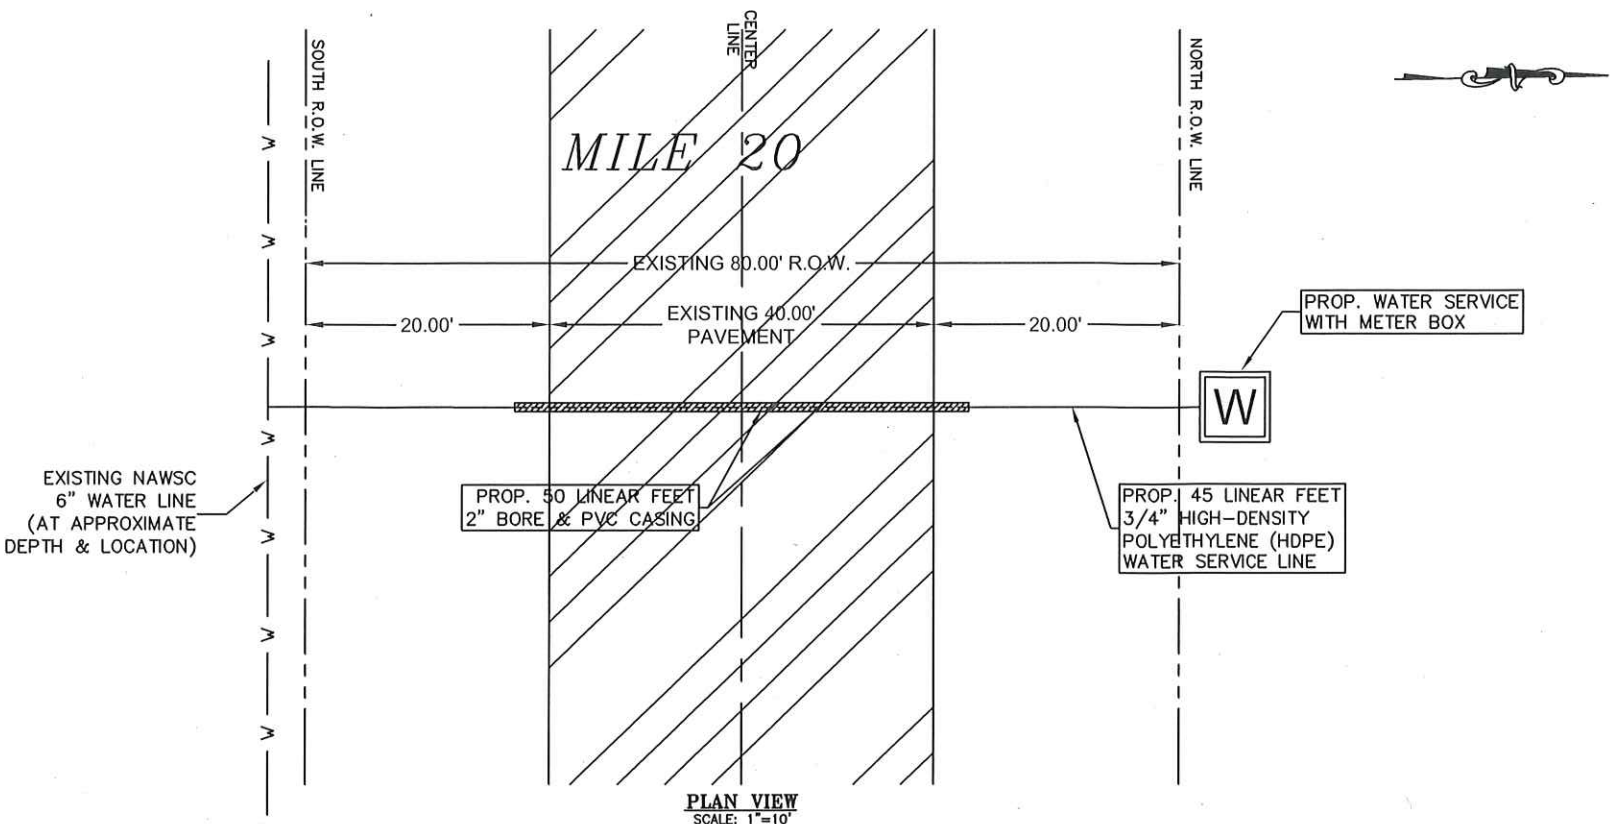 SOUTH R.O.W. LINE
CENTER
LINE
NORTH R.O.W. LINE
MILE 20
EXISTING 80.00' R.O.W.
20.00'
EXISTING 40.00'
PAVEMENT
20.00'
PROP. WATER SERVICE
WITH METER BOX
W
W
W
W
W
W
W
W
EXISTING NAWSC
6" WATER LINE
(AT APPROXIMATE
DEPTH & LOCATION)
PROP. 50 LINEAR FEET
2" BORE & PVC CASING
PROP. 45 LINEAR FEET
3/4" HIGH-DENSITY
POLYETHYLENE (HDPE)
WATER SERVICE LINE
PLAN VIEW
SCALE: 1"=10'